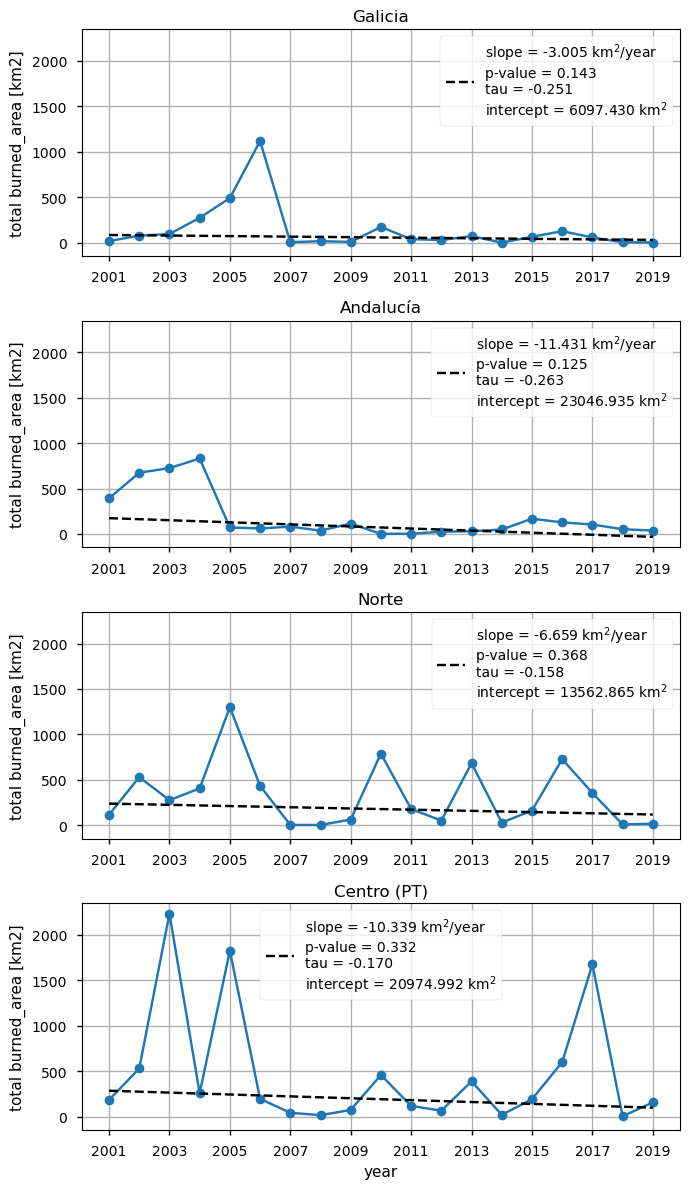 Galicia
total burned_area [km2]
2000
1500
1000
500
0
slope = -3.005 km²/year
p-value = 0.143
tau = -0.251
intercept = 6097.430 km²
2001 2003 2005 2007 2009 2011 2013 2015 2017 2019
Andalucía
total burned_area [km2]
2000
1500
1000
500
0
slope = -11.431 km²/year
p-value = 0.125
tau = -0.263
intercept = 23046.935 km²
2001 2003 2005 2007 2009 2011 2013 2015 2017 2019
Norte
total burned_area [km2]
2000
1500
1000
500
0
slope = -6.659 km²/year
p-value = 0.368
tau = -0.158
intercept = 13562.865 km²
2001 2003 2005 2007 2009 2011 2013 2015 2017 2019
Centro (PT)
total burned_area [km2]
2000
1500
1000
500
0
slope = -10.339 km²/year
p-value = 0.332
tau = -0.170
intercept = 20974.992 km²
2001 2003 2005 2007 2009 2011 2013 2015 2017 2019
year